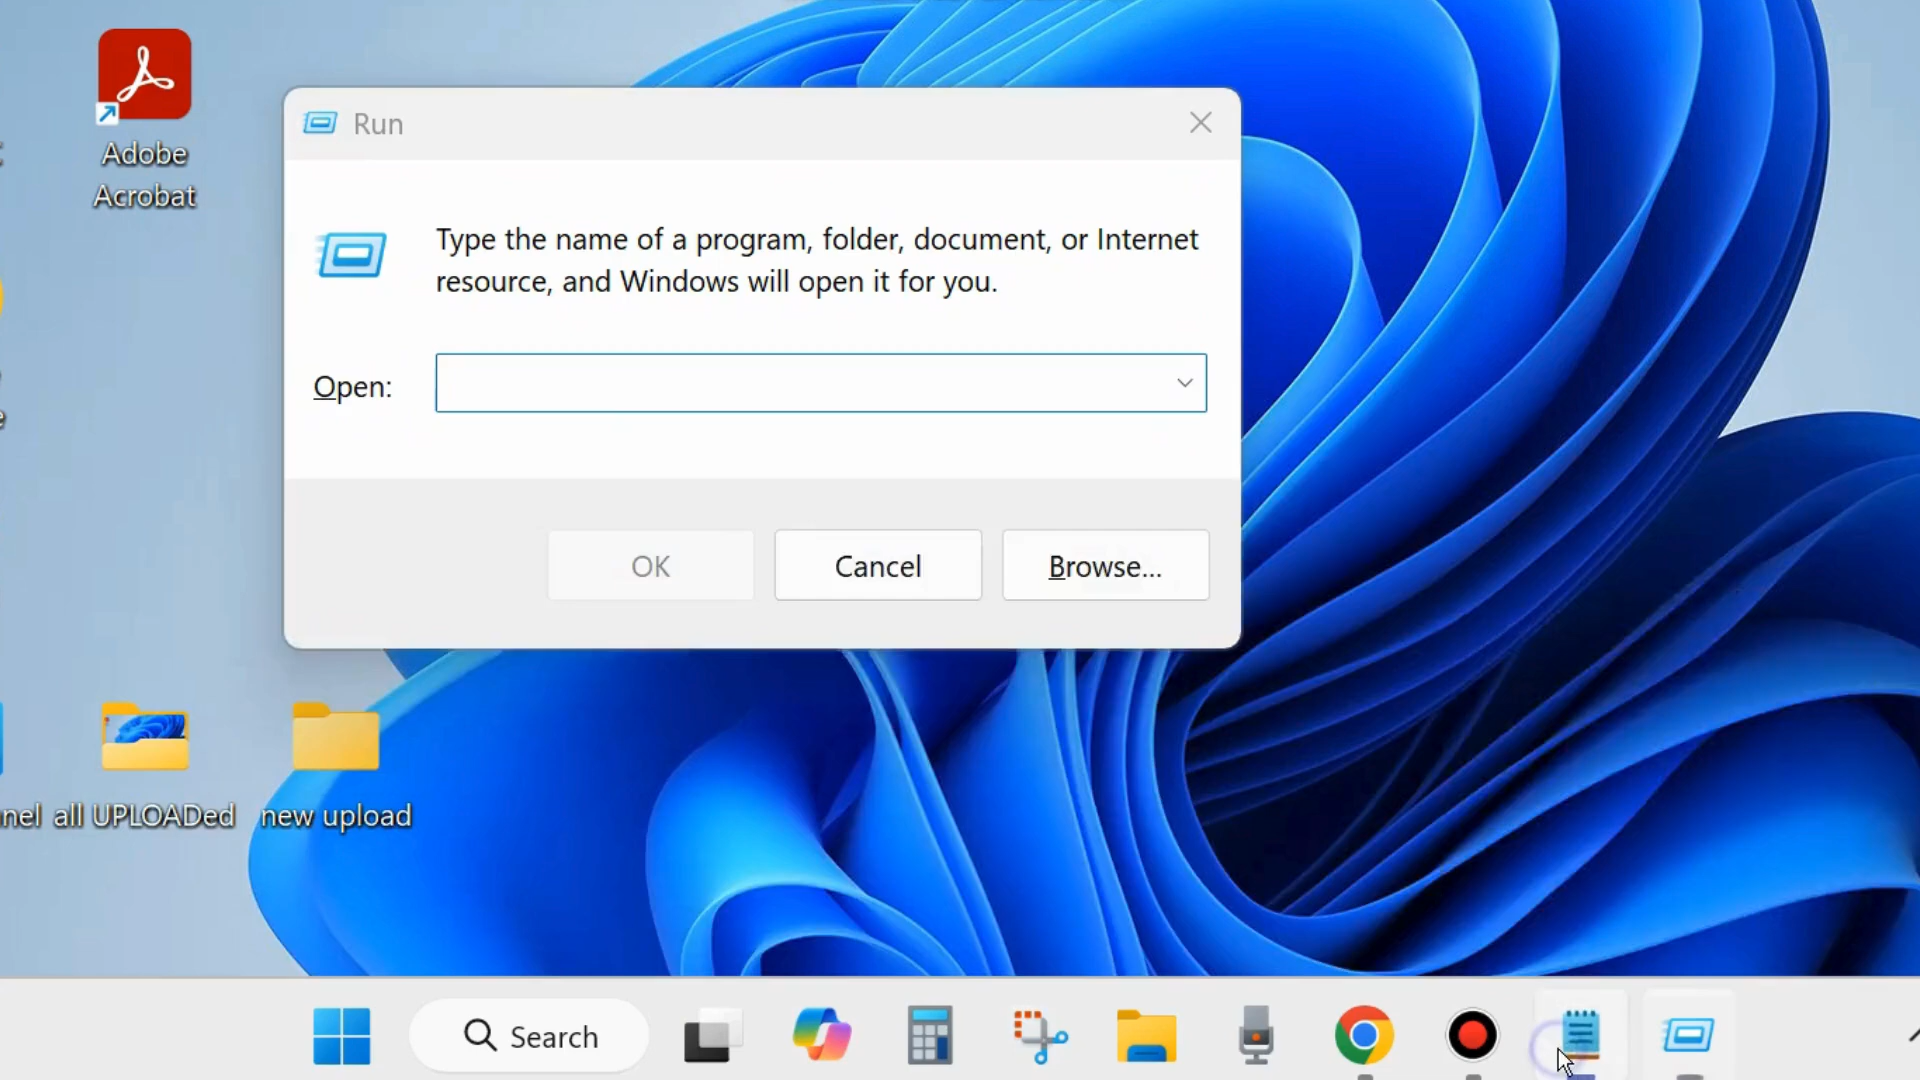 Adobe
Acrobat
Run
Type the name of a program, folder, document, or Internet
resource, and Windows will open it for you.
Open:
OK
Cancel
Browse...
nel
all UPLOADed
new upload
Search